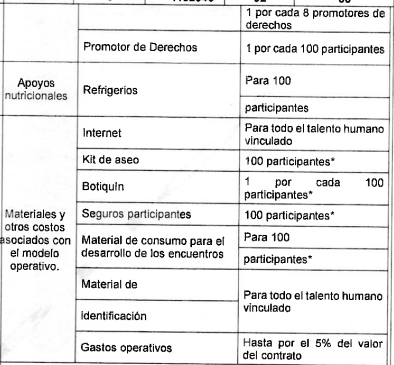 1 por cada 8 promotores de
derechos
Promotor de Derechos
1 por cada 100 participantes
Apoyos
nutricionales
Refrigerios
Para 100
participantes
Materiales y
otros costos
asociados con
el modelo
operativo.
Internet
Para todo el talento humano
vinculado
Kit de aseo
100 participantes*
Botiquín
1 por cada 100
participantes*
Seguros participantes
100 participantes*
Material de consumo para el
desarrollo de los encuentros
Para 100
participantes*
Material de
identificación
Para todo el talento humano
vinculado
Gastos operativos
Hasta por el 5% del valor
del contrato